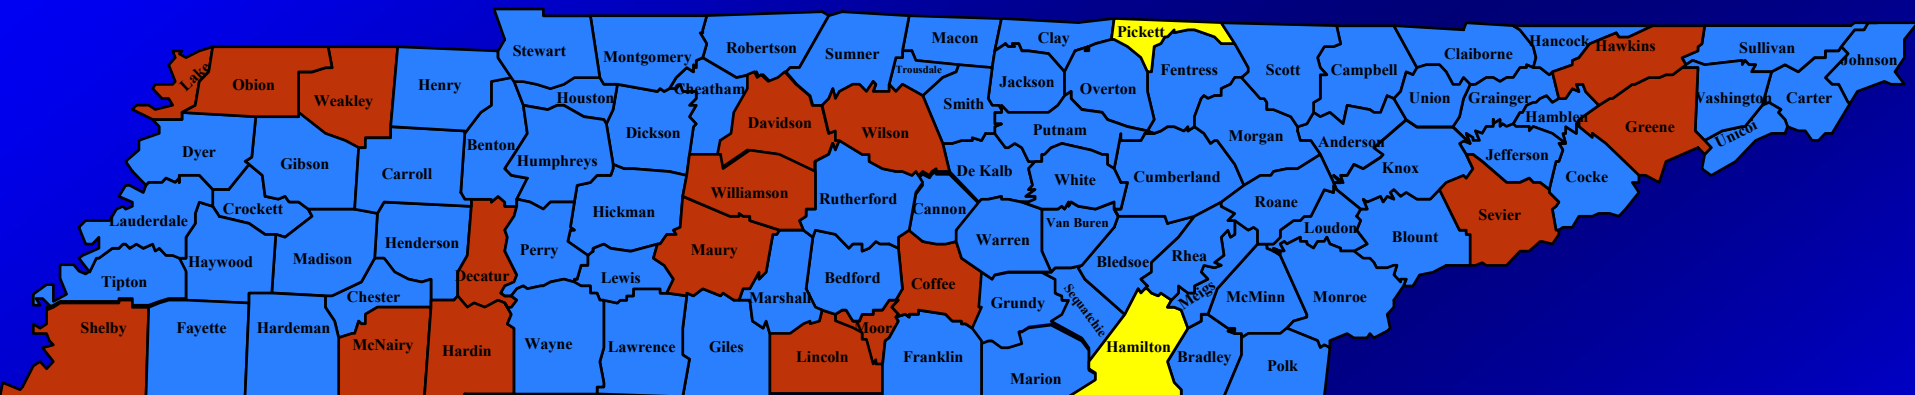 Pickett
Stewart
Montgomery
Robertson
Sumner
Macon
Clay
Fentress
Scott
Campbell
Claiborne
Hancock
Hawkins
Sullivan
Johnson
Lake
Obion
Weakley
Henry
Houston
Cheatham
Trousdale
Jackson
Overton
Union
Grainger
Hamblen
Washington
Carter
Unicoi
Greene
Dickson
Davidson
Wilson
Smith
Putnam
Morgan
Anderson
Knox
Jefferson
Cocke
Dyer
Gibson
Carroll
Benton
Humphreys
De Kalb
White
Cumberland
Roane
Loudon
Blount
Sevier
Williamson
Rutherford
Cannon
Hickman
Lauderdale
Crockett
Haywood
Madison
Henderson
Decatur
Perry
Lewis
Maury
Marshall
Bedford
Coffee
Warren
Van Buren
Bledsoe
Rhea
Meigs
McMinn
Monroe
Tipton
Chester
Shelby
Fayette
Hardeman
McNairy
Hardin
Wayne
Lawrence
Giles
Lincoln
Moor
Franklin
Grundy
Sequatchie
Marion
Hamilton
Bradley
Polk